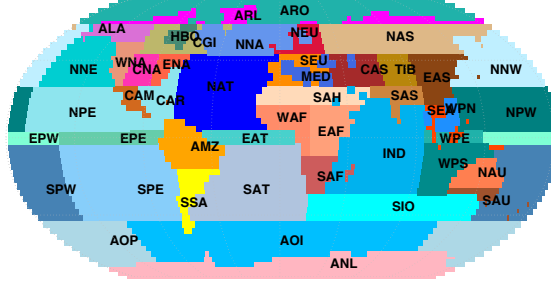 ARO
ARL
ALA
HBO
CGI
NNA
NEU
NAS
NNE
WNA
CNA
ENA
NAT
SEU
MED
CAS
TIB
EAS
NNW
NPE
CAM
CAR
SAH
SAS
WAF
EAF
SEA
WPN
NPW
EPW
EPE
AMZ
EAT
IND
WPE
WPS
SPW
SPE
SSA
SAT
SAF
NAU
SAU
SIO
AOP
AOI
ANL